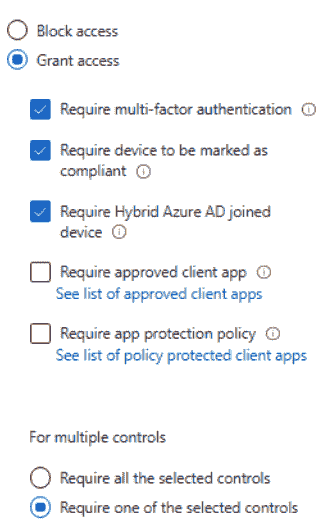 Block access
Grant access
Require multi-factor authentication
Require device to be marked as
compliant
Require Hybrid Azure AD joined
device
Require approved client app
See list of approved client apps
Require app protection policy
See list of policy protected client apps
For multiple controls
Require all the selected controls
Require one of the selected controls